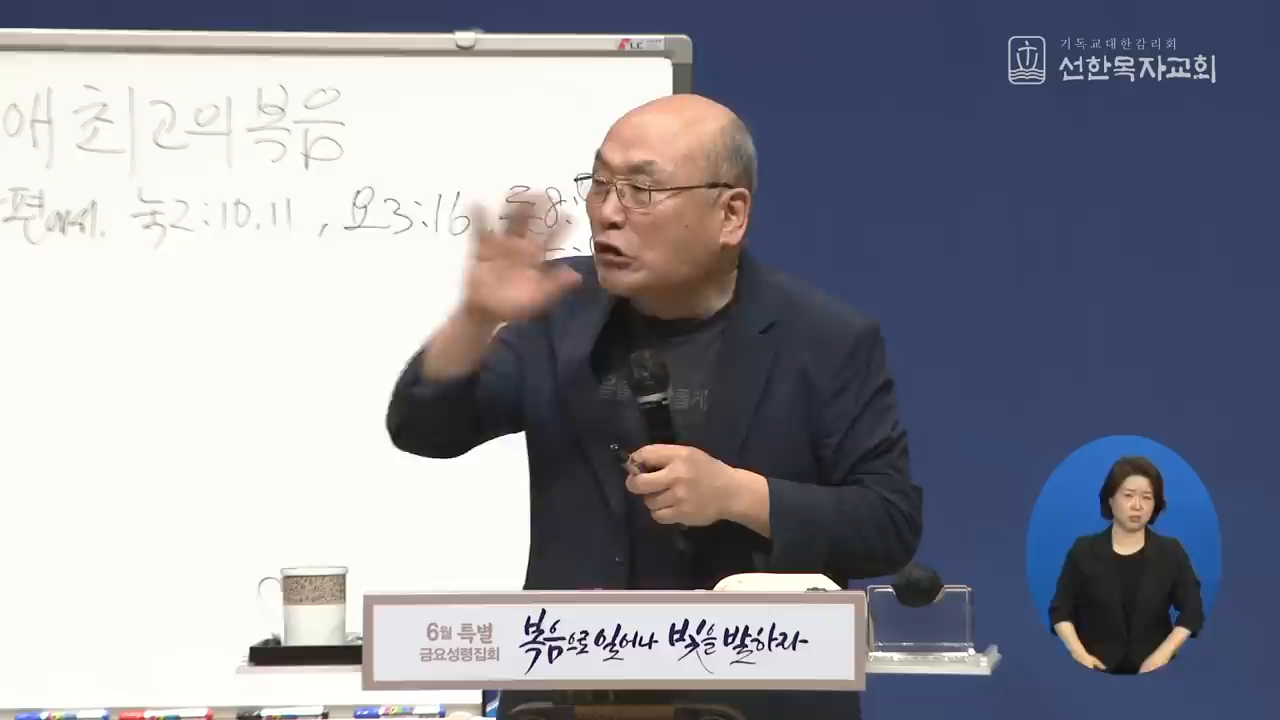 기독교대한감리회
선한목자교회
애 최고의 복음
편에서. 눅2:10.11, 요3:16,
6월 특별
금요성령집회
복음으로 일어나 빛을 발하라